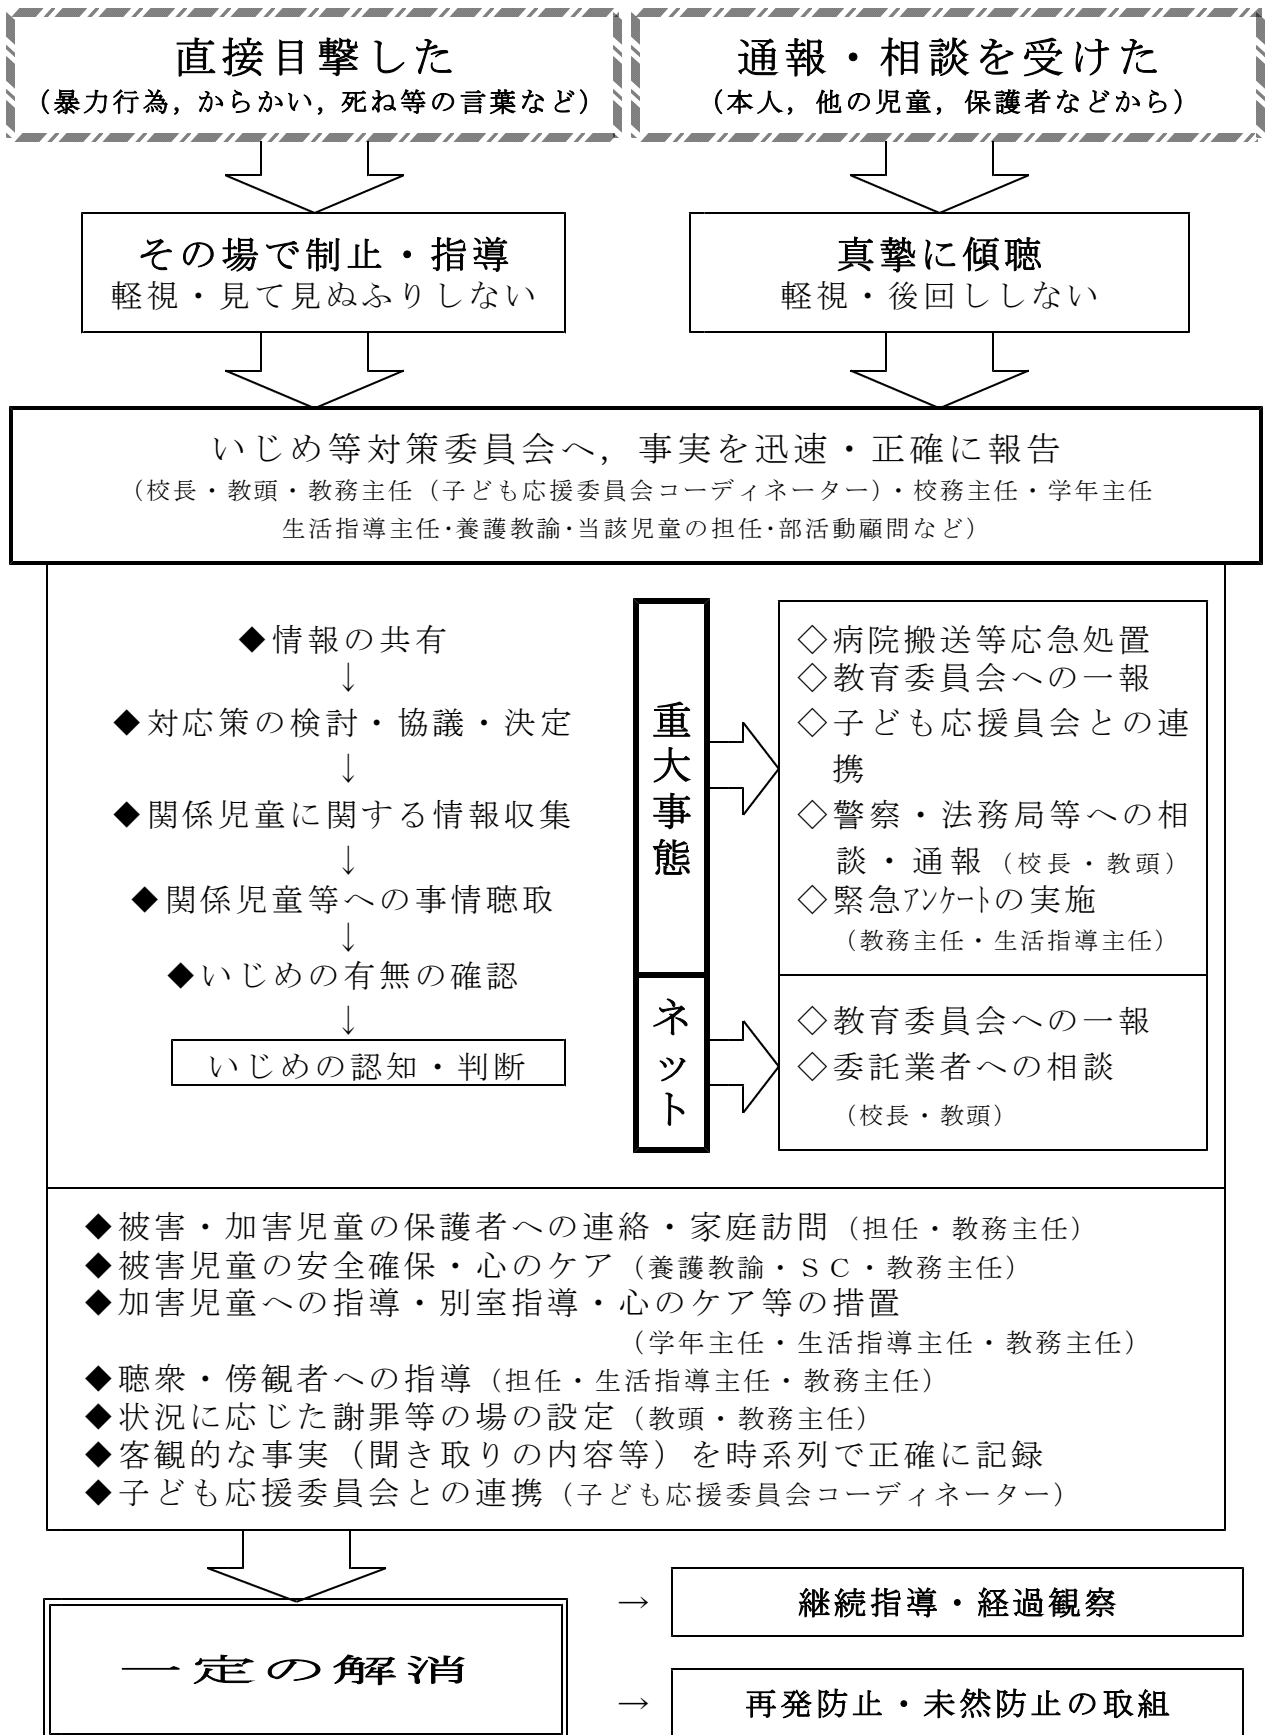 直接目撃した
（暴力行為，からかい，死ね等の言葉など）
通報・相談を受けた
（本人，他の児童，保護者などから）
その場で制止・指導
軽視・見て見ぬふりしない
真摯に傾聴
軽視・後回ししない
いじめ等対策委員会へ，事実を迅速・正確に報告
（校長・教頭・教務主任（子ども応援委員会コーディネーター）・校務主任・学年主任
生活指導主任・養護教諭・当該児童の担任・部活動顧問など）
◆情報の共有
↓
◆対応策の検討・協議・決定
↓
◆関係児童に関する情報収集
↓
◆関係児童等への事情聴取
↓
◆いじめの有無の確認
↓
いじめの認知・判断
重大事態
◇病院搬送等応急処置
◇教育委員会への一報
◇子ども応援員会との連
携
◇警察・法務局等への相
談・通報（校長・教頭）
◇緊急ｱﾝｹｰﾄの実施
（教務主任・生活指導主任）
ネット
◇教育委員会への一報
◇委託業者への相談
（校長・教頭）
◆被害・加害児童の保護者への連絡・家庭訪問（担任・教務主任）
◆被害児童の安全確保・心のケア（養護教諭・ＳＣ・教務主任）
◆加害児童への指導・別室指導・心のケア等の措置
（学年主任・生活指導主任・教務主任）
◆聴衆・傍観者への指導（担任・生活指導主任・教務主任）
◆状況に応じた謝罪等の場の設定（教頭・教務主任）
◆客観的な事実（聞き取りの内容等）を時系列で正確に記録
◆子ども応援委員会との連携（子ども応援委員会コーディネーター）
一定の解消
→ 継続指導・経過観察
→ 再発防止・未然防止の取組